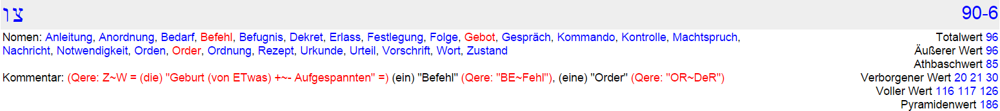 צו 90-6
Nomen: Anleitung, Anordnung, Bedarf, Befehl, Befugnis, Dekret, Erlass, Festlegung, Folge, Gebot, Gespräch, Kommando, Kontrolle, Machtspruch,
Nachricht, Notwendigkeit, Orden, Order, Ordnung, Rezept, Urkunde, Urteil, Vorschrift, Wort, Zustand
Kommentar: (Qere: Z~W = (die) "Geburt (von ETwas) +~- Aufgespannten" =) (ein) "Befehl" (Qere: "BE~Fehl"), (eine) "Order" (Qere: "OR~DeR")
Totalwert 96
Äußerer Wert 96
Athbaschwert 85
Verborgener Wert 20 21 30
Voller Wert 116 117 126
Pyramidenwert 186